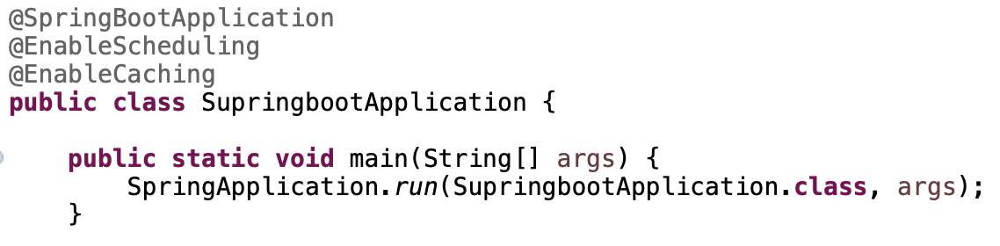 @SpringBootApplication
@EnableScheduling
@EnableCaching
public class SupringbootApplication {
public static void main(String[] args) {
SpringApplication.run(SupringbootApplication.class, args);
}